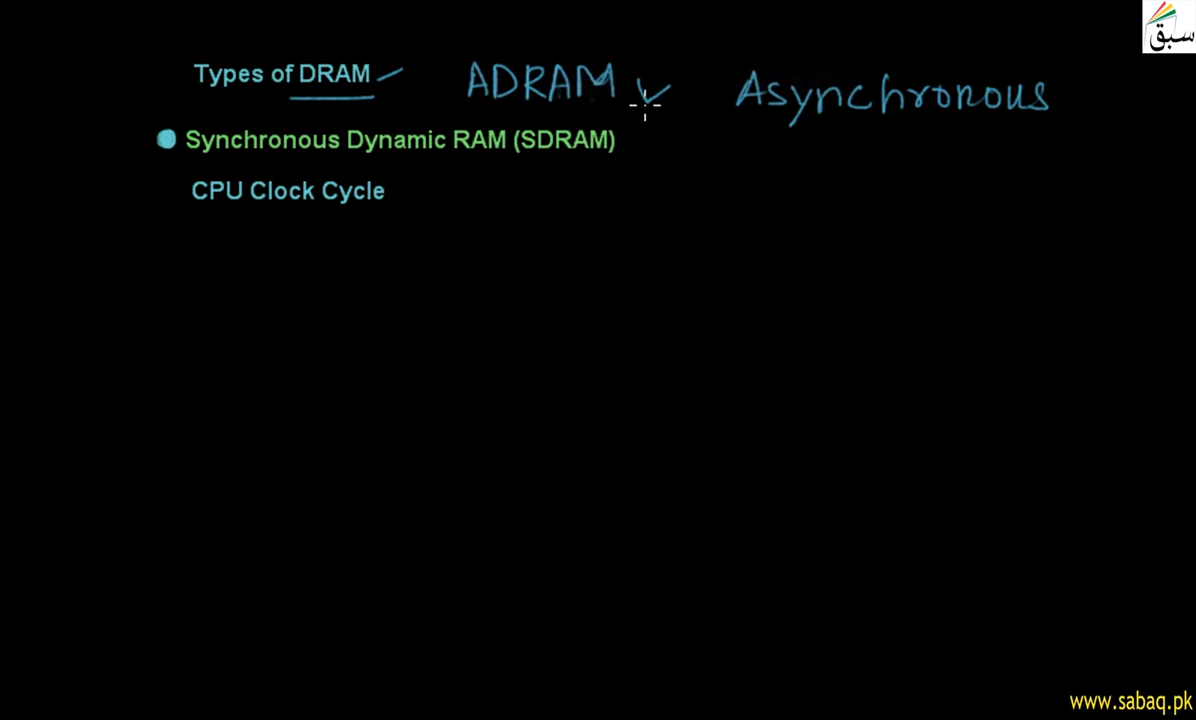 سبق
Types of DRAM ADRAM Asynchronous
Synchronous Dynamic RAM (SDRAM)
CPU Clock Cycle
www.sabaq.pk